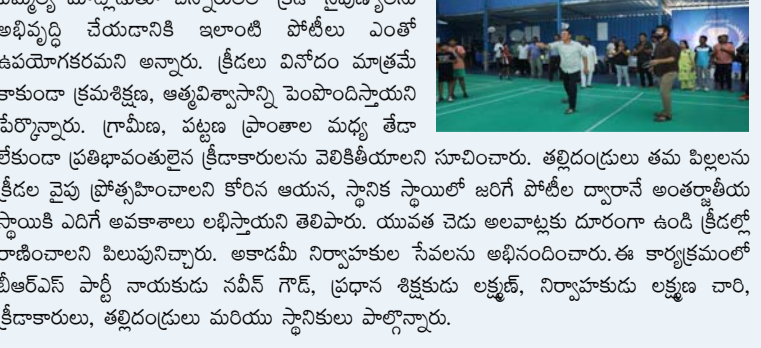 మాట్లాడుతూ చిన్నారులలో క్రీడా నైపుణ్యాలను
అభివృద్ధి చేయడానికి ఇలాంటి పోటీలు ఎంతో
ఉపయోగకరమని అన్నారు. క్రీడలు వినోదం మాత్రమే
కాకుండా క్రమశిక్షణ, ఆత్మవిశ్వాసాన్ని పెంపొందిస్తాయని
పేర్కొన్నారు. గ్రామీణ, పట్టణ ప్రాంతాల మధ్య తేడా
లేకుండా ప్రతిభావంతులైన క్రీడాకారులను వెలికితీయాలని సూచించారు. తల్లిదండ్రులు తమ పిల్లలను
క్రీడల వైపు ప్రోత్సహించాలని కోరిన ఆయన, స్థానిక స్థాయిలో జరిగే పోటీల ద్వారానే అంతర్జాతీయ
స్థాయికి ఎదిగే అవకాశాలు లభిస్తాయని తెలిపారు. యువత చెడు అలవాట్లకు దూరంగా ఉండి క్రీడల్లో
రాణించాలని పిలుపునిచ్చారు. అకాడమీ నిర్వాహకుల సేవలను అభినందించారు.ఈ కార్యక్రమంలో
బీఆర్ఎస్ పార్టీ నాయకుడు నవీన్ గౌడ్, ప్రధాన శిక్షకుడు లక్ష్మణ్, నిర్వాహకుడు లక్ష్మణ చారి,
క్రీడాకారులు, తల్లిదండ్రులు మరియు స్థానికులు పాల్గొన్నారు.